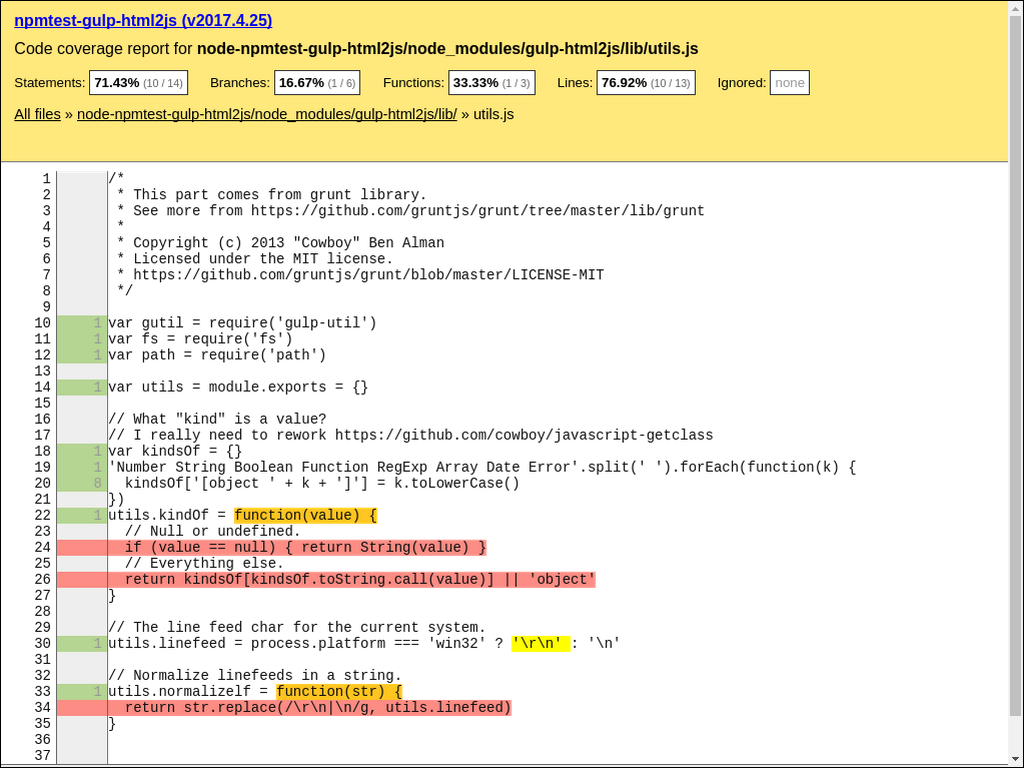 npmtest-gulp-html2js (v2017.4.25)
Code coverage report for node-npmtest-gulp-html2js/node_modules/gulp-html2js/lib/utils.js
Statements: 71.43% (10 / 14) Branches: 16.67% (1 / 6) Functions: 33.33% (1 / 3) Lines: 76.92% (10 / 13) Ignored: none
All files » node-npmtest-gulp-html2js/node_modules/gulp-html2js/lib/ » utils.js
1 /*
2  * This part comes from grunt library.
3  * See more from https://github.com/gruntjs/grunt/tree/master/lib/grunt
4  *
5  * Copyright (c) 2013 "Cowboy" Ben Alman
6  * Licensed under the MIT license.
7  * https://github.com/gruntjs/grunt/blob/master/LICENSE-MIT
8  */
9
10 1 var gutil = require('gulp-util')
11 1 var fs = require('fs')
12 1 var path = require('path')
13
14 1 var utils = module.exports = {}
15
16 // What "kind" is a value?
17 // I really need to rework https://github.com/cowboy/javascript-getclass
18 1 var kindsOf = {}
19 1 'Number String Boolean Function RegExp Array Date Error'.split(' ').forEach(function(k) {
20 8   kindsOf['[object ' + k + ']'] = k.toLowerCase()
21 })
22 1 utils.kindOf = function(value) {
23   // Null or undefined.
24   if (value == null) { return String(value) }
25   // Everything else.
26   return kindsOf[kindsOf.toString.call(value)] || 'object'
27 }
28
29 // The line feed char for the current system.
30 1 utils.linefeed = process.platform === 'win32' ? '\r\n' : '\n'
31
32 // Normalize linefeeds in a string.
33 1 utils.normalizelf = function(str) {
34   return str.replace(/\r\n|\n/g, utils.linefeed)
35 }
36
37